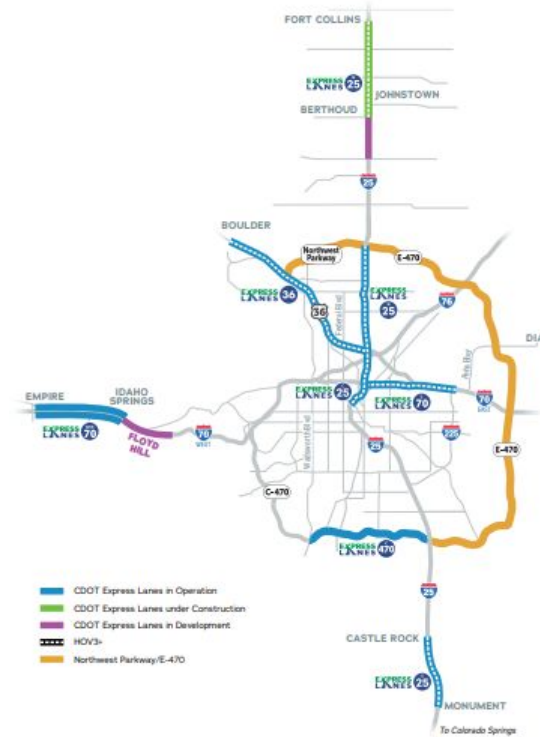 FORT COLLINS
EXPRESS
LANES 25
JOHNSTOWN
BERTHOUD
25
BOULDER
Northwest
Parkway
E-470
EXPRESS
LANES 36
36
Federal Blvd
EXPRESS
LANES
25
76
DIA
EMPIRE
IDAHO
SPRINGS
EXPRESS
LANES 25
EXPRESS
LANES 70
70
EAST
EXPRESS
LANES 70
FLOYD
HILL
70
WEST
Wadsworth Blvd
25
225
E-470
C-470
EXPRESS
LANES 470
CDOT Express Lanes in Operation
CDOT Express Lanes under Construction
CDOT Express Lanes in Development
HOV3+
Northwest Parkway/E-470
25
CASTLE ROCK
EXPRESS
LANES 25
MONUMENT
To Colorado Springs